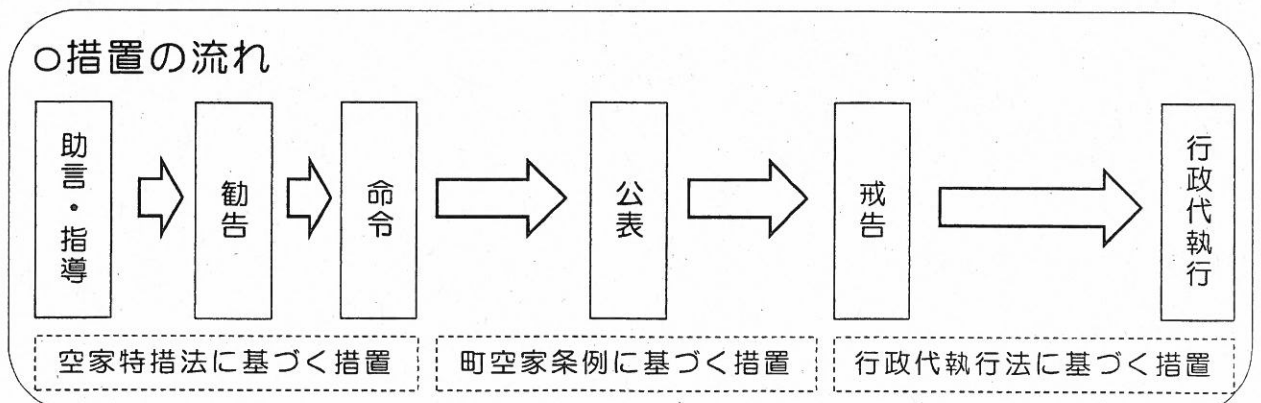 ○措置の流れ
助言・指導
勧告
命令
公表
戒告
行政代執行
空家特措法に基づく措置
町空家条例に基づく措置
行政代執行法に基づく措置